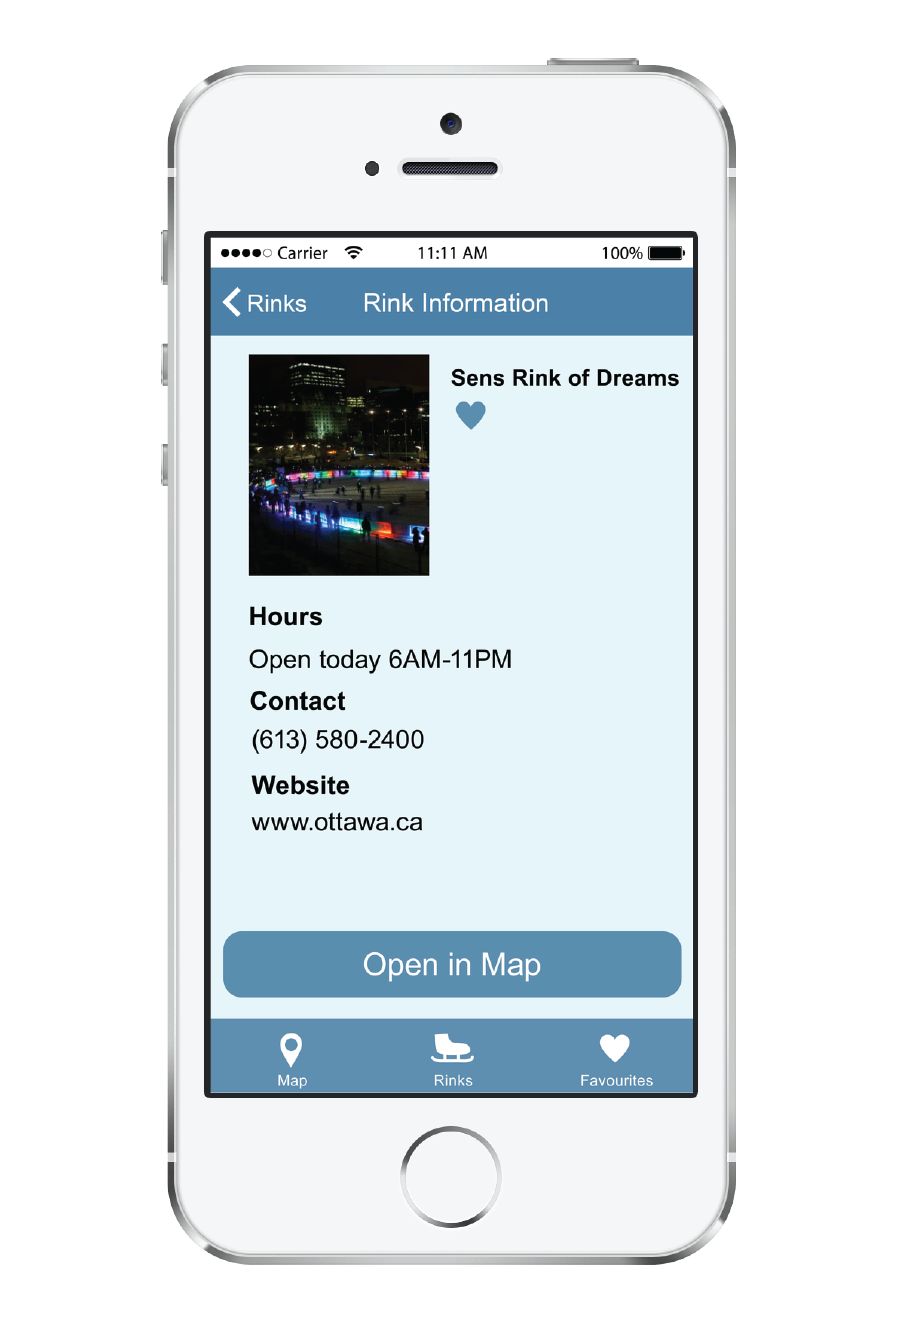 Carrier 11:11 AM 100%
Rinks Rink Information
Sens Rink of Dreams
Hours
Open today 6AM-11PM
Contact
(613) 580-2400
Website
www.ottawa.ca
Open in Map
Map Rinks Favourites